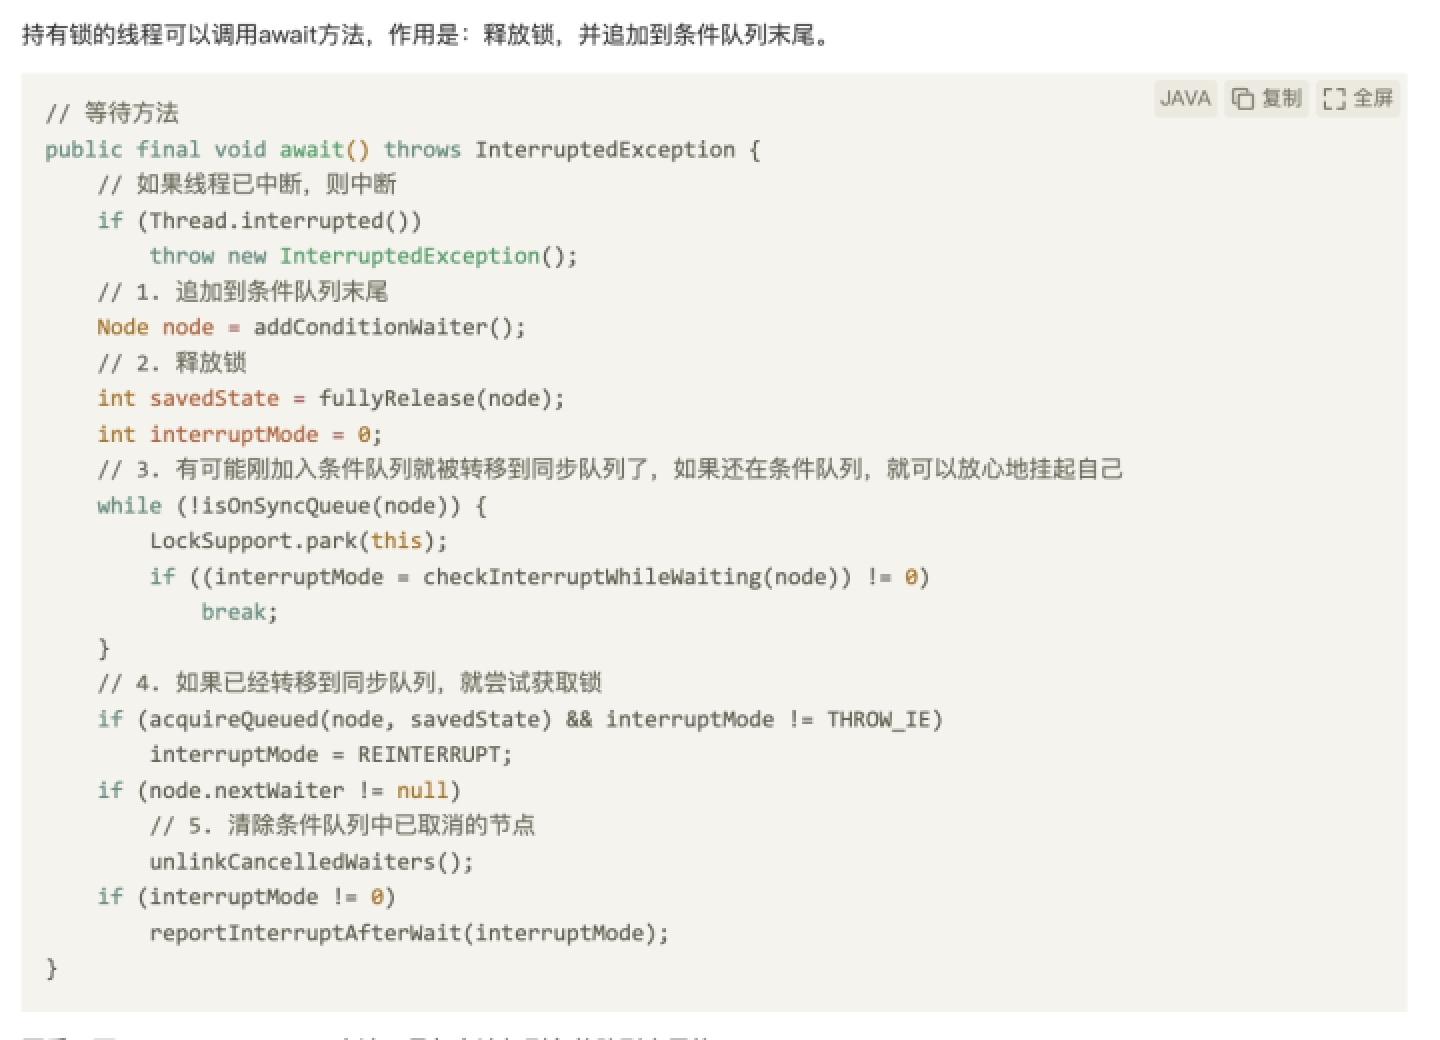 持有锁的线程可以调用await方法，作用是：释放锁，并追加到条件队列末尾。
JAVA 复制 全屏
// 等待方法
public final void await() throws InterruptedException {
    // 如果线程已中断，则中断
    if (Thread.interrupted())
        throw new InterruptedException();
    // 1. 追加到条件队列末尾
    Node node = addConditionWaiter();
    // 2. 释放锁
    int savedState = fullyRelease(node);
    int interruptMode = 0;
    // 3. 有可能刚加入条件队列就被转移到同步队列了，如果还在条件队列，就可以放心地挂起自己
    while (!isOnSyncQueue(node)) {
        LockSupport.park(this);
        if ((interruptMode = checkInterruptWhileWaiting(node)) != 0)
            break;
    }
    // 4. 如果已经转移到同步队列，就尝试获取锁
    if (acquireQueued(node, savedState) && interruptMode != THROW_IE)
        interruptMode = REINTERRUPT;
    if (node.nextWaiter != null)
        // 5. 清除条件队列中已取消的节点
        unlinkCancelledWaiters();
    if (interruptMode != 0)
        reportInterruptAfterWait(interruptMode);
}